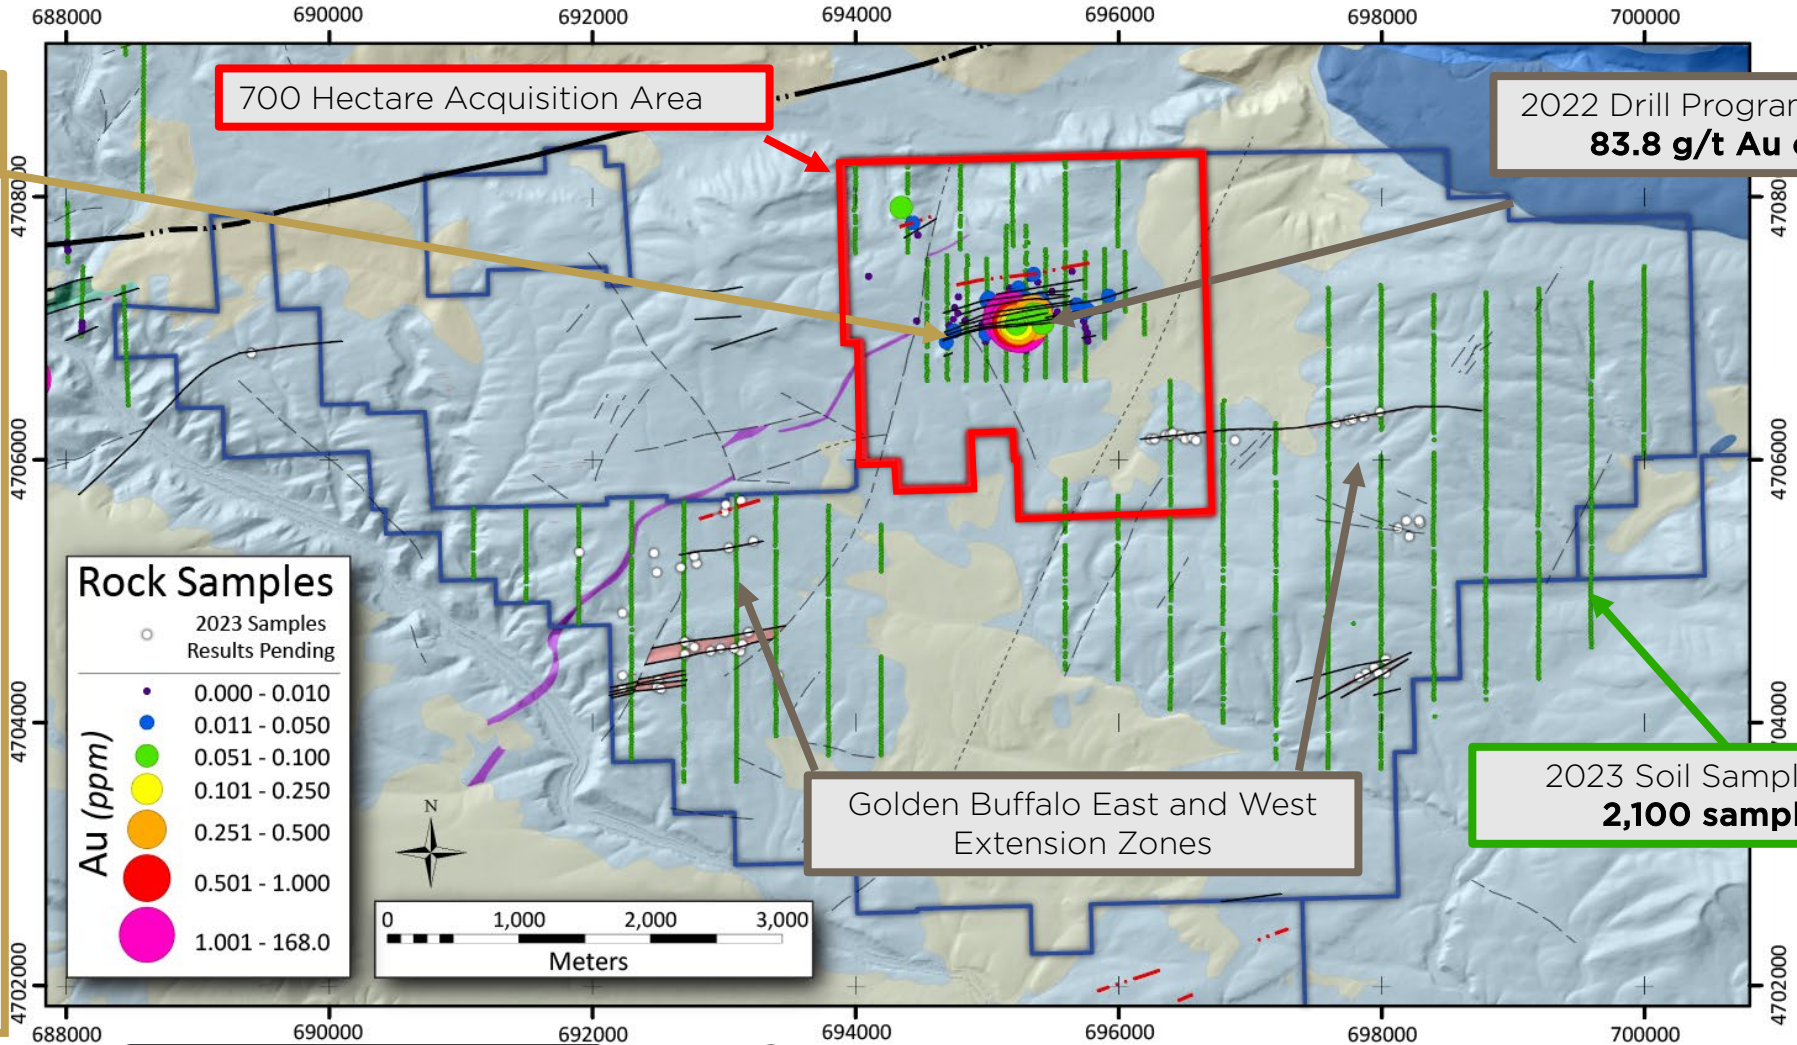 688000 690000 692000 694000 696000 698000 700000
700 Hectare Acquisition Area
2022 Drill Program
83.8 g/t Au
4708000
47080
4706000
4706000
4704000
04000
4702000
4702000
Rock Samples
2023 Samples
Results Pending
Au (ppm)
0.000 - 0.010
0.011 - 0.050
0.051 - 0.100
0.101 - 0.250
0.251 - 0.500
0.501 - 1.000
1.001 - 168.0
N
0 1,000 2,000 3,000
Meters
Golden Buffalo East and West
Extension Zones
2023 Soil Sampl
2,100 sampl
688000 690000 692000 694000 696000 698000 700000